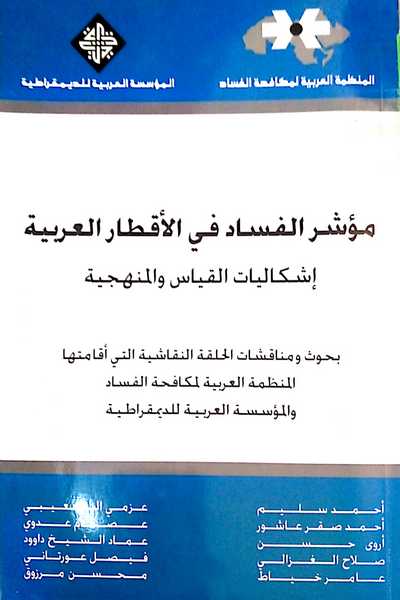 المنظمة العربية لمكافحة الفساد
المؤسسة العربية للديمقراطية
مؤشر الفساد في الأقطار العربية
إشكاليات القياس والمنهجية
بحوث ومناقشات الحلقة النقاشية التي أقامتها
المنظمة العربية لمكافحة الفساد
والمؤسسة العربية للديمقراطية
أحمد سليم
أحمد صقر عاشور
أروى حسن
صلاح الغزالي
عامر خياط
عزمي الشعيبي
عدوي
عماد الشيخ داوود
فيصل عورتاني
محسن مرزوق